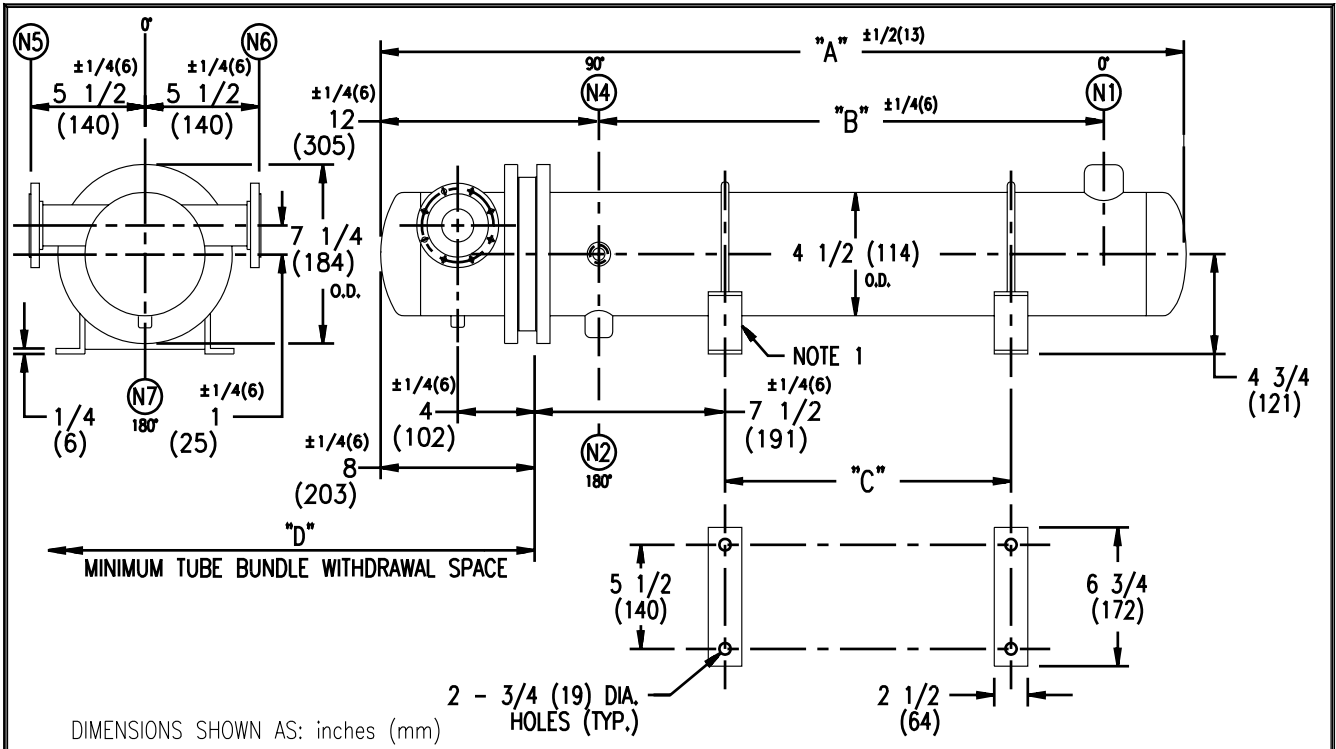 N5
0°
N6
±1/4(6)
±1/4(6)
5 1/2
(140)
5 1/2
(140)
±1/4(6)
12
(305)
"A" ±1/2(13)
90°
N4
0°
N1
"B" ±1/4(6)
7 1/4
(184)
O.D.
4 1/2 (114)
O.D.
NOTE 1
4 3/4
(121)
1/4
(6)
N7
180°
±1/4(6)
1
(25)
±1/4(6)
4
(102)
±1/4(6)
7 1/2
(191)
±1/4(6)
8
(203)
N2
180°
"C"
"D"
MINIMUM TUBE BUNDLE WITHDRAWAL SPACE
5 1/2
(140)
6 3/4
(172)
2 - 3/4 (19) DIA.
HOLES (TYP.)
2 1/2
(64)
DIMENSIONS SHOWN AS: inches (mm)